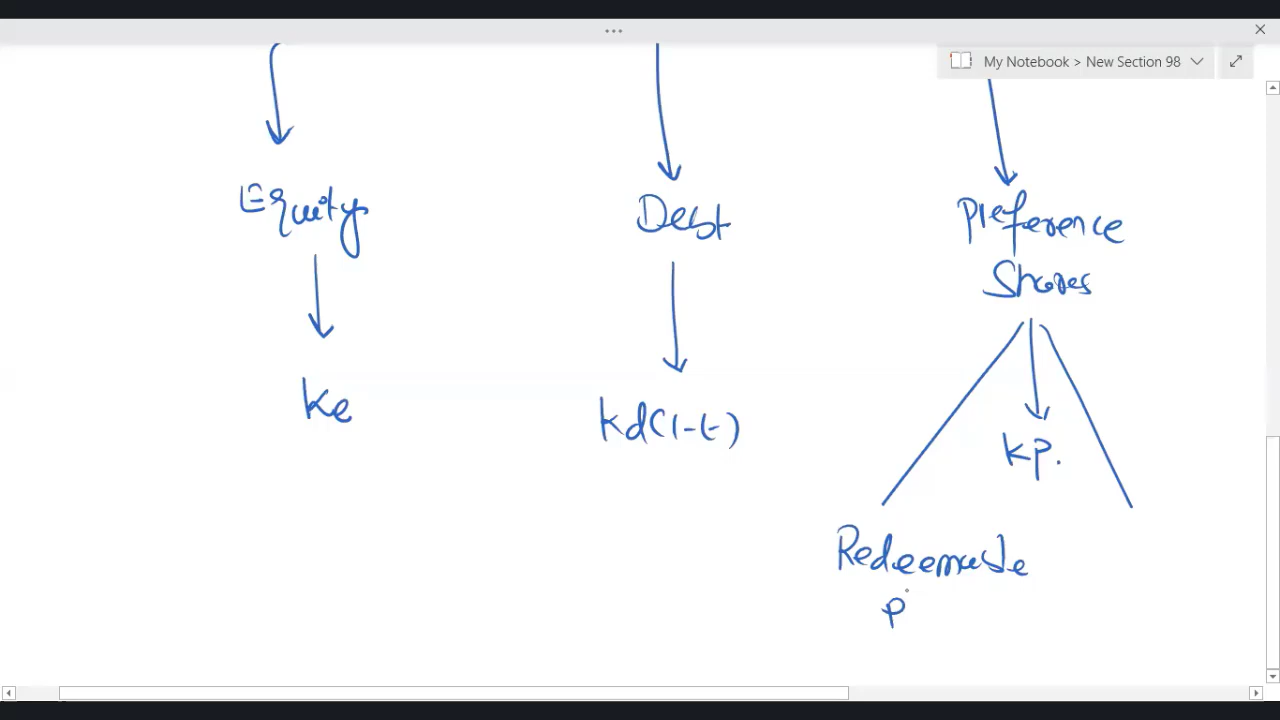 My Notebook > New Section 98
Equity
Debt
Preference
Shares
Ke
Kd(1-t)
KP.
Redeemable
P